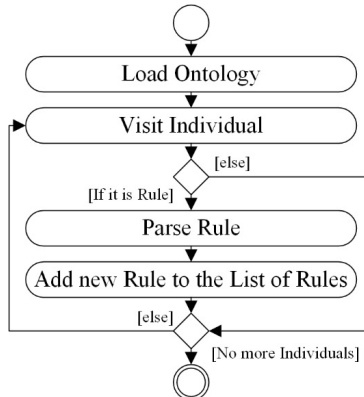 Load Ontology
Visit Individual
[else]
[If it is Rule]
Parse Rule
Add new Rule to the List of Rules
[else]
[No more Individuals]